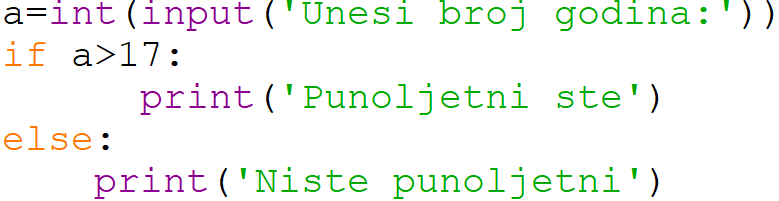 a=int(input('Unesi broj godina:'))
if a>17:
      print('Punoljetni ste')
else:
    print('Niste punoljetni')